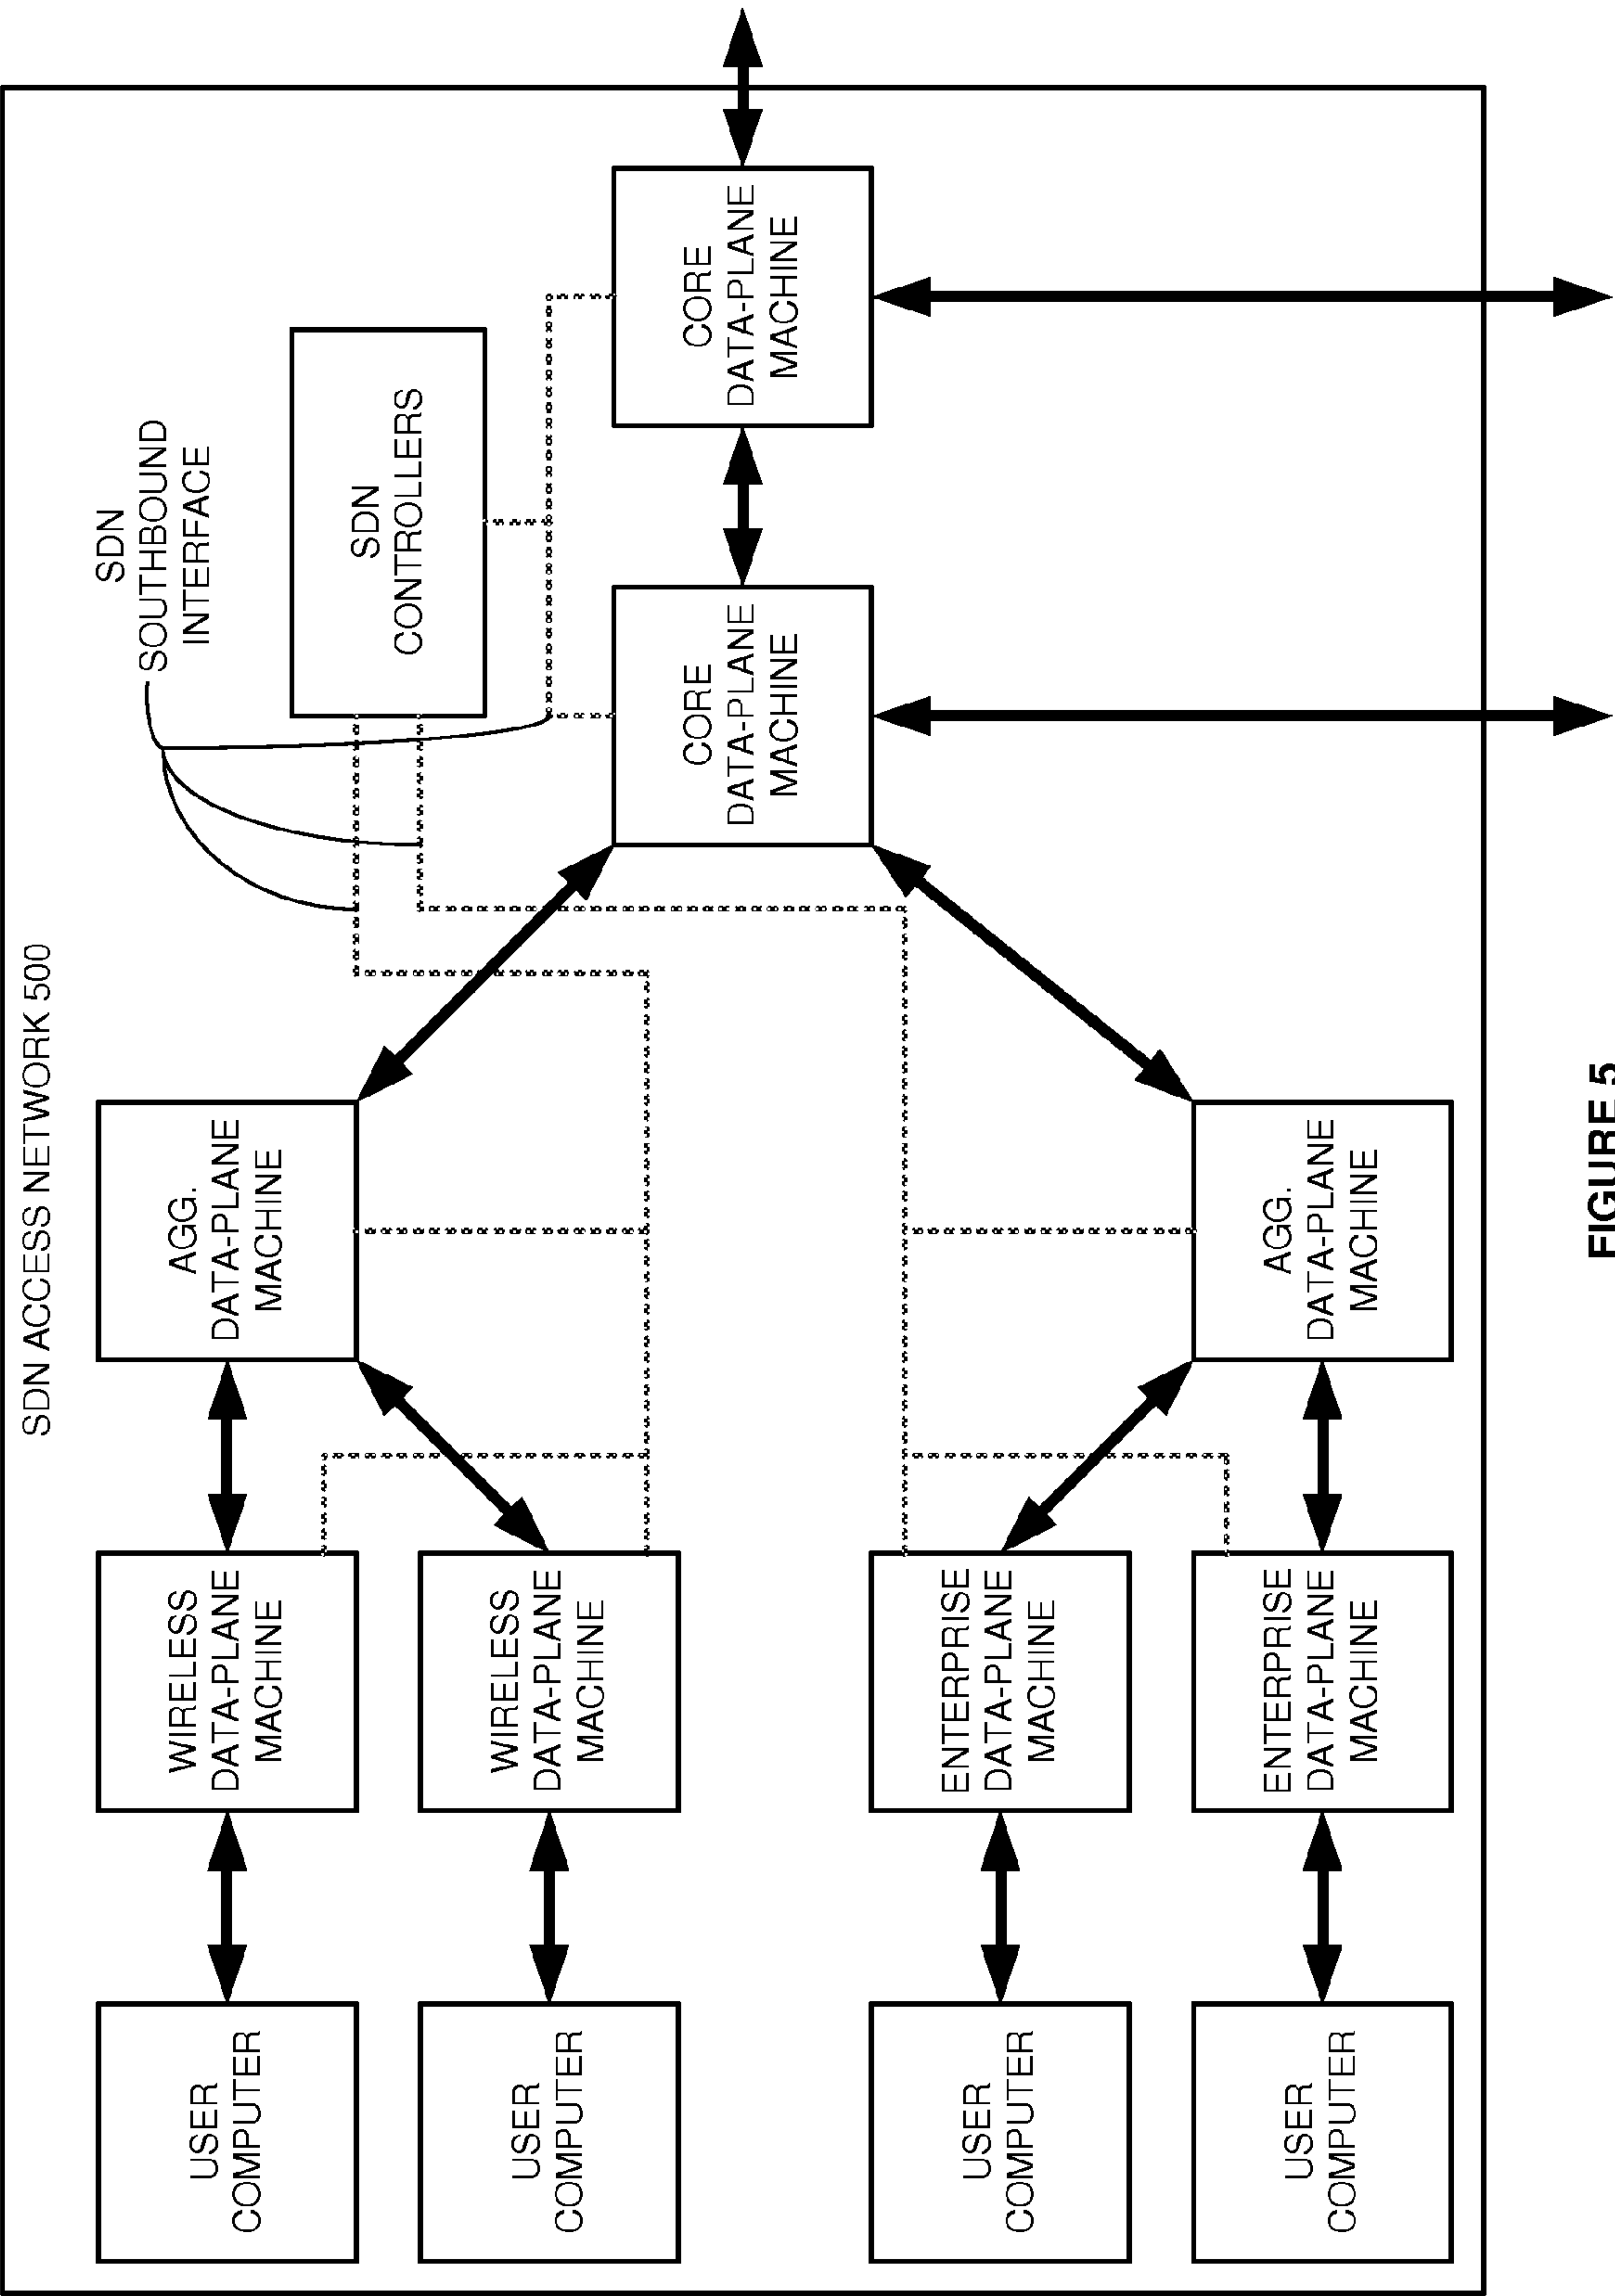 SDN ACCESS NETWORK 500
SDN
SOUTHBOUND
INTERFACE
SDN
CONTROLLERS
USER
COMPUTER
WIRELESS
DATA-PLANE
MACHINE
AGG.
DATA-PLANE
MACHINE
USER
COMPUTER
WIRELESS
DATA-PLANE
MACHINE
CORE
DATA-PLANE
MACHINE
CORE
DATA-PLANE
MACHINE
USER
COMPUTER
ENTERPRISE
DATA-PLANE
MACHINE
USER
COMPUTER
ENTERPRISE
DATA-PLANE
MACHINE
AGG.
DATA-PLANE
MACHINE
FIGURE 5